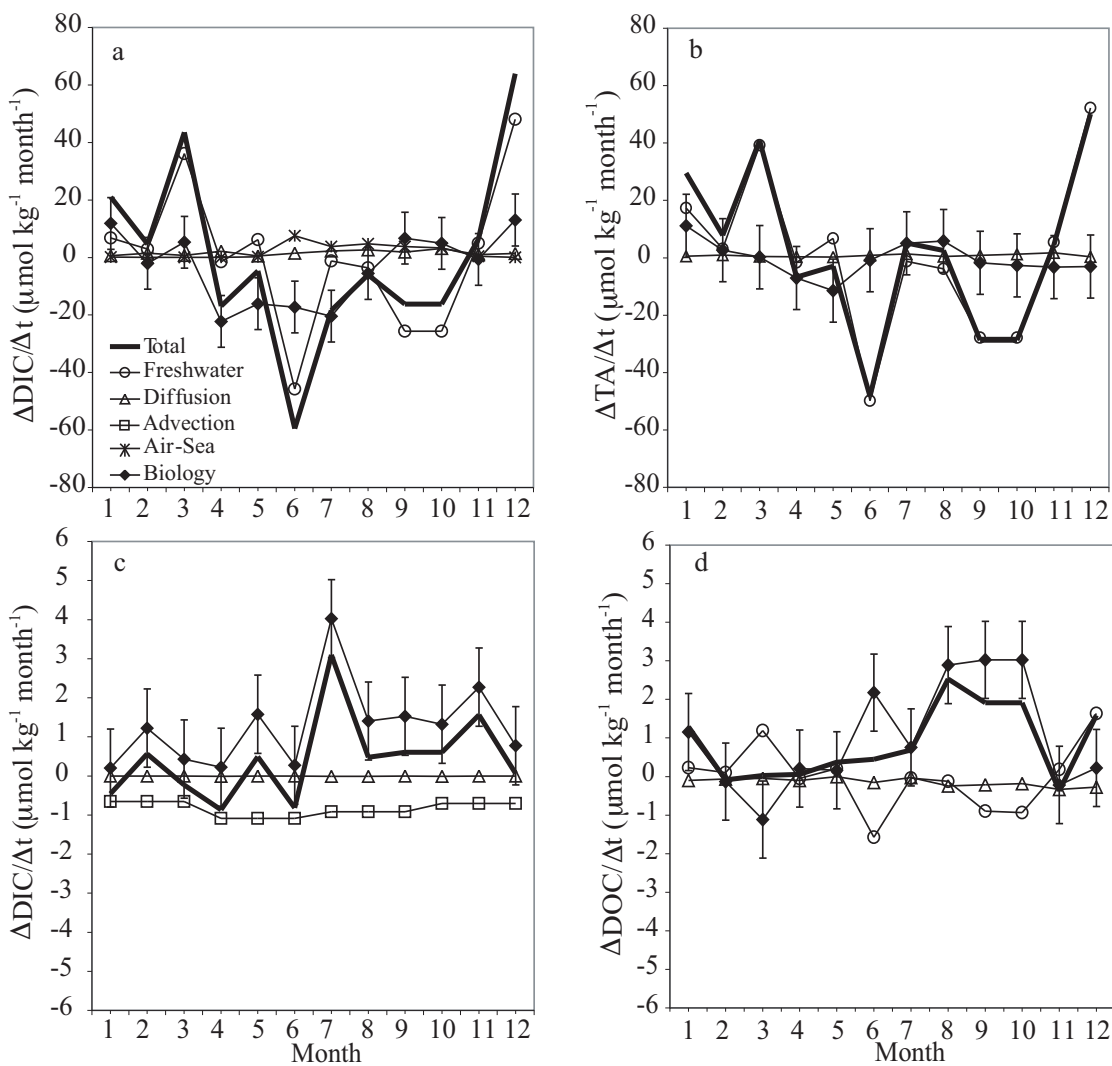 a
80
60
40
20
0
-20
-40
-60
-80
ΔDIC/Δt (μmol kg⁻¹ month⁻¹)
Total
Freshwater
Diffusion
Advection
Air-Sea
Biology
1 2 3 4 5 6 7 8 9 10 11 12
b
80
60
40
20
0
-20
-40
-60
-80
ΔTA/Δt (μmol kg⁻¹ month⁻¹)
1 2 3 4 5 6 7 8 9 10 11 12
c
6
5
4
3
2
1
0
-1
-2
-3
-4
-5
-6
ΔDIC/Δt (μmol kg⁻¹ month⁻¹)
1 2 3 4 5 6 7 8 9 10 11 12
Month
d
6
5
4
3
2
1
0
-1
-2
-3
-4
-5
-6
ΔDOC/Δt (μmol kg⁻¹ month⁻¹)
1 2 3 4 5 6 7 8 9 10 11 12
Month